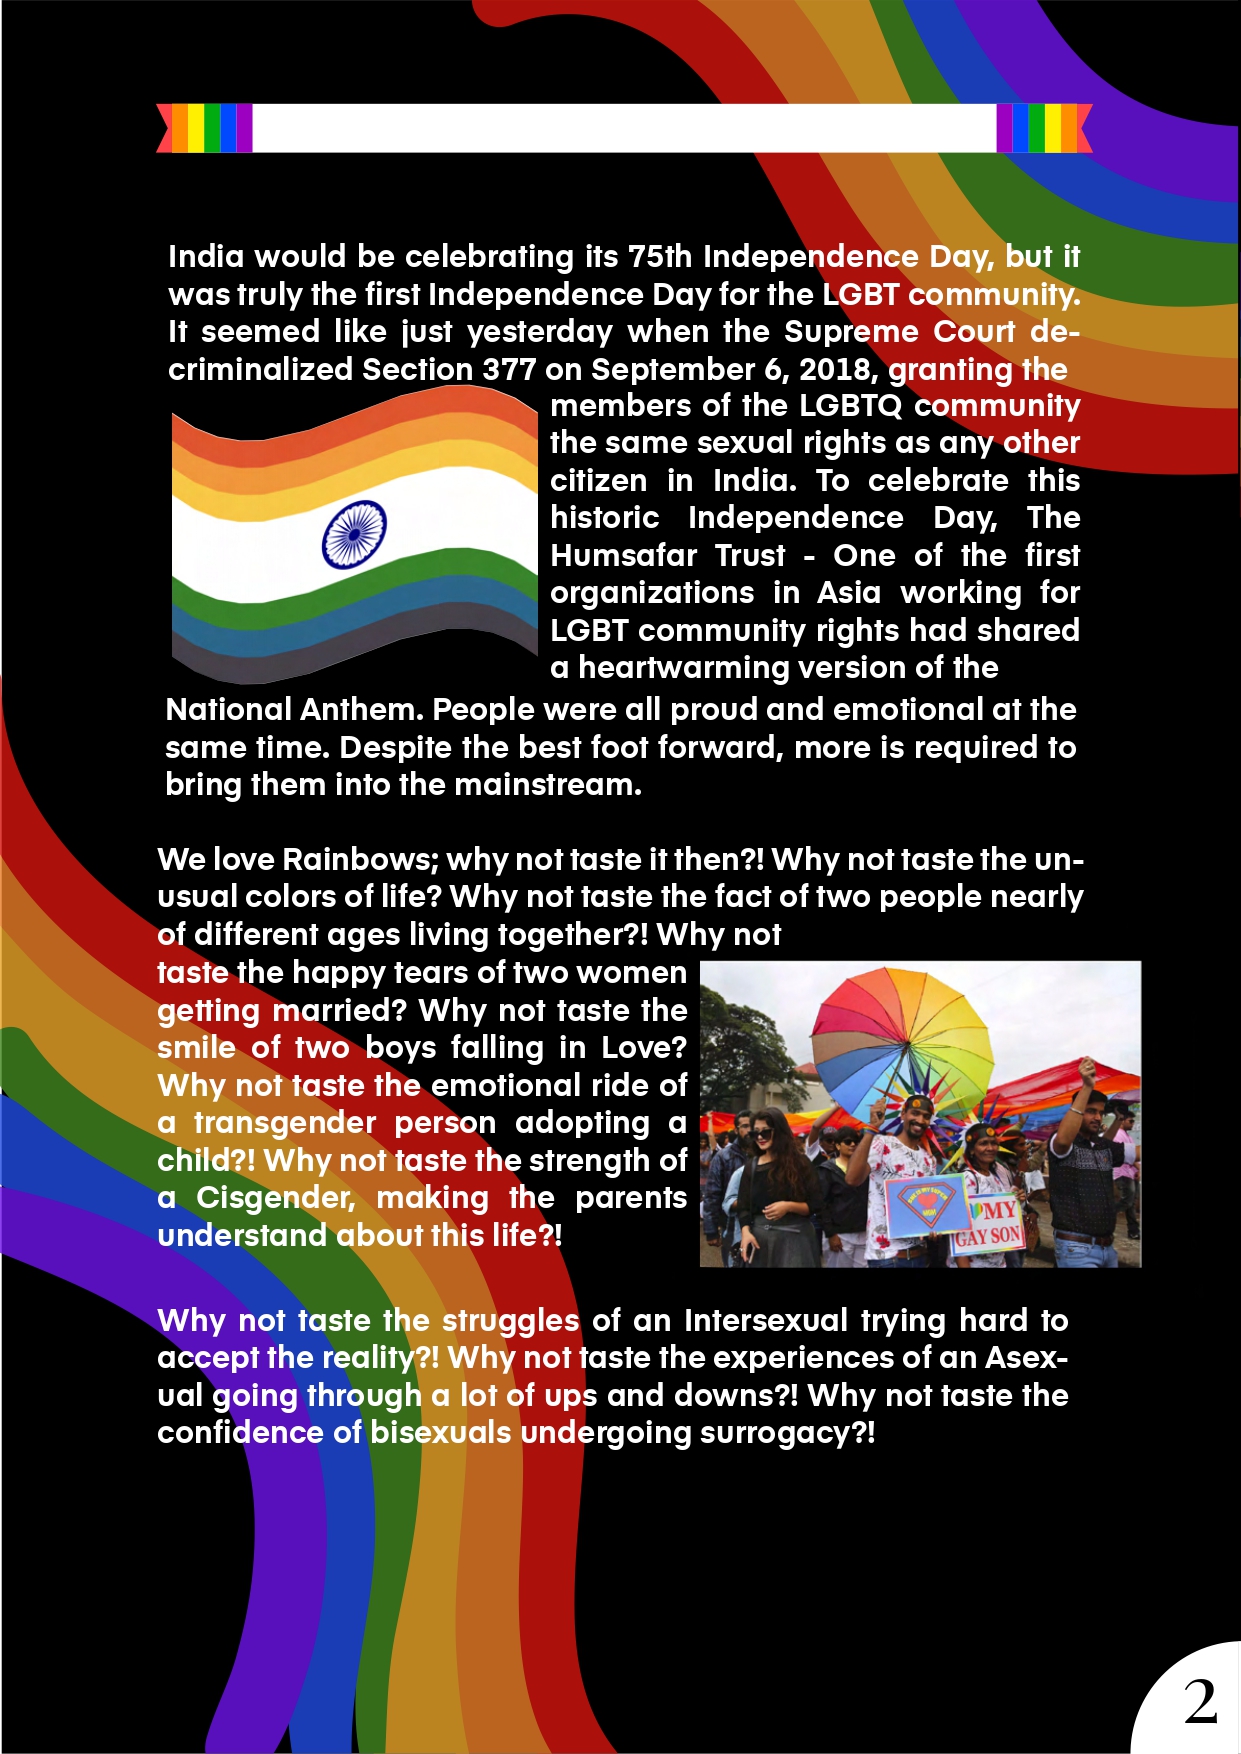 India would be celebrating its 75th Independence Day, but it
was truly the first Independence Day for the LGBT community.
It seemed like just yesterday when the Supreme Court de-
criminalized Section 377 on September 6, 2018, granting the
members of the LGBTQ community
the same sexual rights as any other
citizen in India. To celebrate this
historic Independence Day, The
Humsafar Trust - One of the first
organizations in Asia working for
LGBT community rights had shared
a heartwarming version of the
National Anthem. People were all proud and emotional at the
same time. Despite the best foot forward, more is required to
bring them into the mainstream.
We love Rainbows; why not taste it then?! Why not taste the un-
usual colors of life? Why not taste the fact of two people nearly
of different ages living together?! Why not
taste the happy tears of two women
getting married? Why not taste the
smile of two boys falling in Love?
Why not taste the emotional ride of
a transgender person adopting a
child?! Why not taste the strength of
a Cisgender, making the parents
understand about this life?!
MY
GAY SON
Why not taste the struggles of an Intersexual trying hard to
accept the reality?! Why not taste the experiences of an Asex-
ual going through a lot of ups and downs?! Why not taste the
confidence of bisexuals undergoing surrogacy?!
2